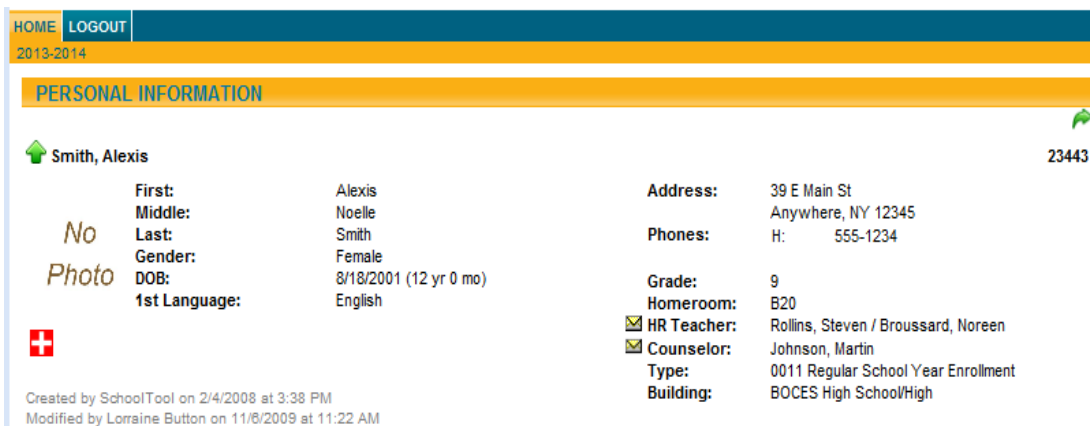 HOME LOGOUT
2013-2014
PERSONAL INFORMATION
Smith, Alexis 23443
No
Photo
First: Alexis
Middle: Noelle
Last: Smith
Gender: Female
DOB: 8/18/2001 (12 yr 0 mo)
1st Language: English
Address: 39 E Main St
Anywhere, NY 12345
Phones: H: 555-1234
Grade: 9
Homeroom: B20
HR Teacher: Rollins, Steven / Broussard, Noreen
Counselor: Johnson, Martin
Type: 0011 Regular School Year Enrollment
Building: BOCES High School/High
Created by SchoolTool on 2/4/2008 at 3:38 PM
Modified by Lorraine Button on 11/6/2009 at 11:22 AM